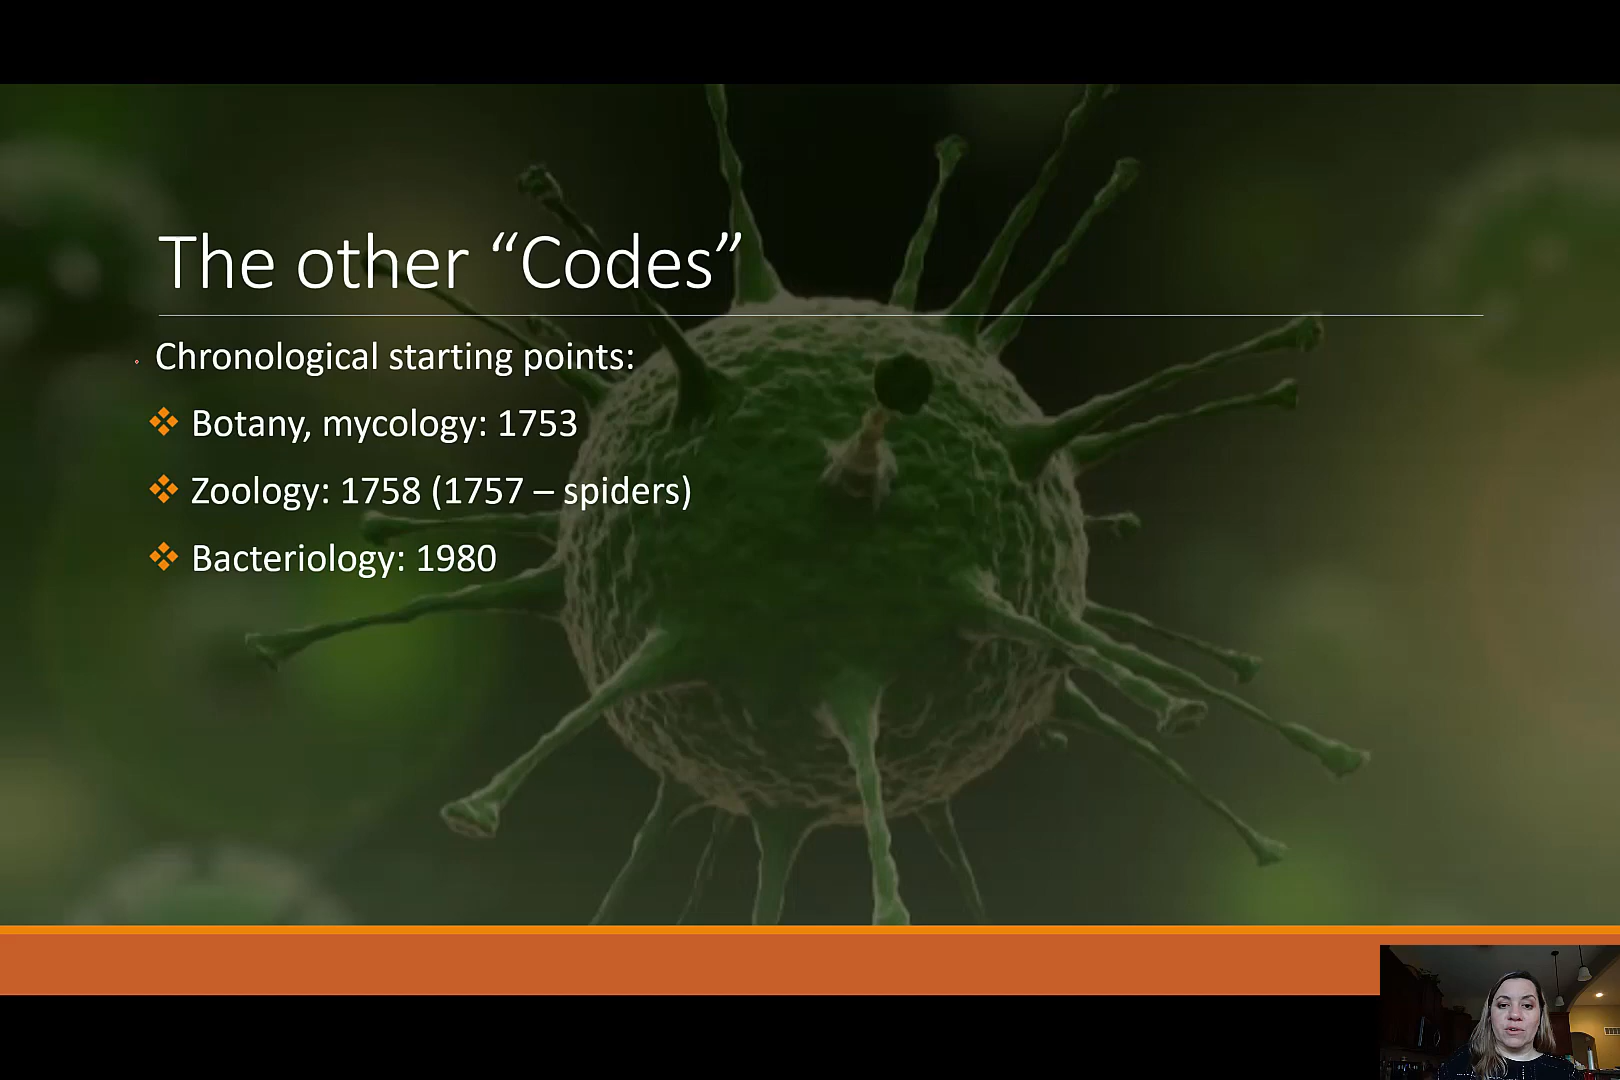 The other “Codes”
Chronological starting points:
Botany, mycology: 1753
Zoology: 1758 (1757 – spiders)
Bacteriology: 1980